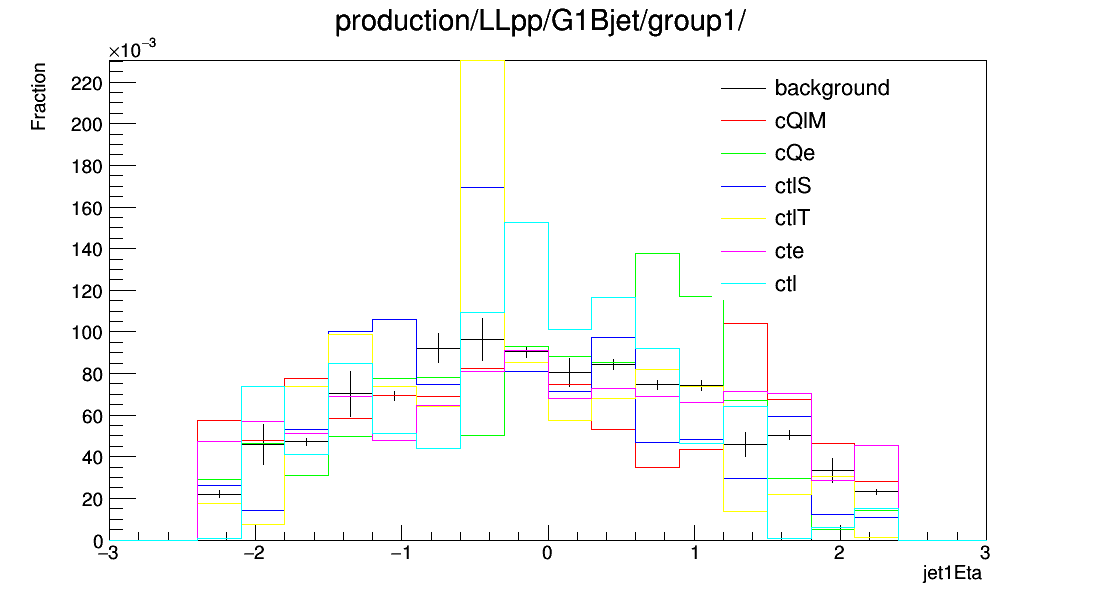 production/LLpp/G1Bjet/group1/
×10⁻³
Fraction
220
200
180
160
140
120
100
80
60
40
20
0
background
cQlM
cQe
ctlS
ctlT
cte
ctl
−3
−2
−1
0
1
2
3
jet1Eta